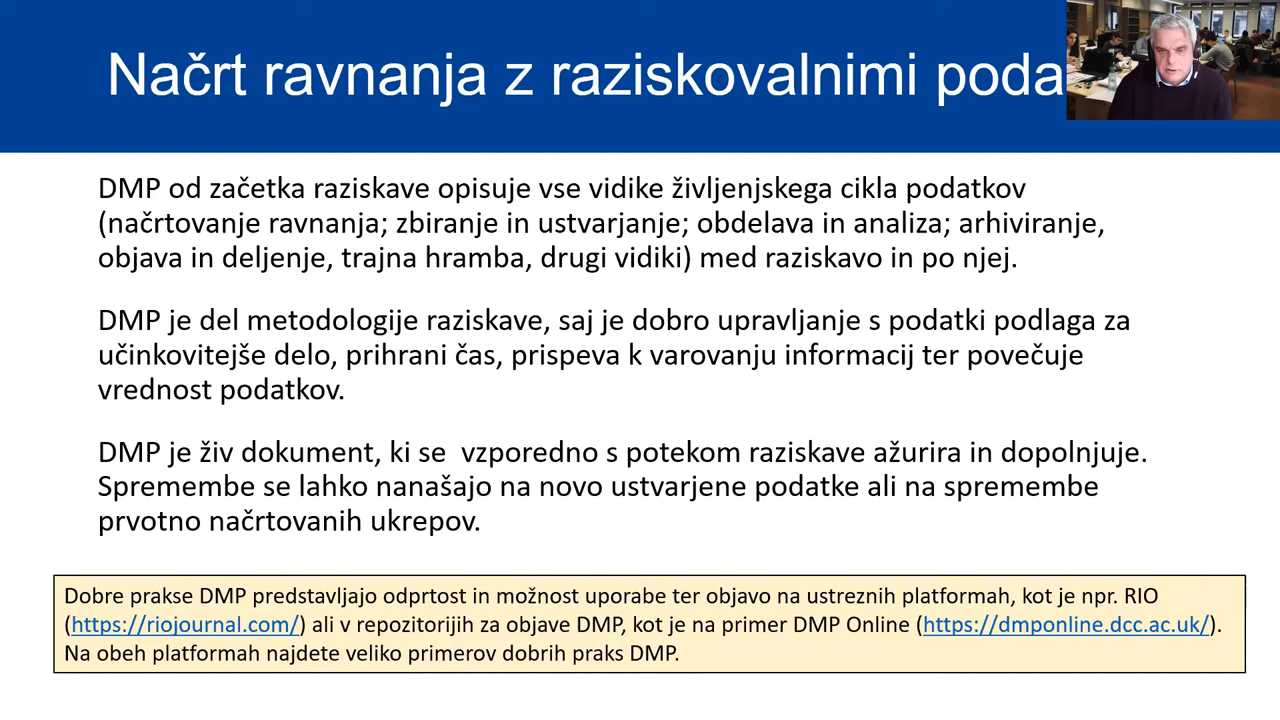 Načrt ravnanja z raziskovalnimi poda
DMP od začetka raziskave opisuje vse vidike življenjskega cikla podatkov
(načrtovanje ravnanja; zbiranje in ustvarjanje; obdelava in analiza; arhiviranje,
objava in deljenje, trajna hramba, drugi vidiki) med raziskavo in po njej.
DMP je del metodologije raziskave, saj je dobro upravljanje s podatki podlaga za
učinkovitejše delo, prihrani čas, prispeva k varovanju informacij ter povečuje
vrednost podatkov.
DMP je živ dokument, ki se  vzporedno s potekom raziskave ažurira in dopolnjuje.
Spremembe se lahko nanašajo na novo ustvarjene podatke ali na spremembe
prvotno načrtovanih ukrepov.
Dobre prakse DMP predstavljajo odprtost in možnost uporabe ter objavo na ustreznih platformah, kot je npr. RIO
(https://riojournal.com/) ali v repozitorijih za objave DMP, kot je na primer DMP Online (https://dmponline.dcc.ac.uk/).
Na obeh platformah najdete veliko primerov dobrih praks DMP.